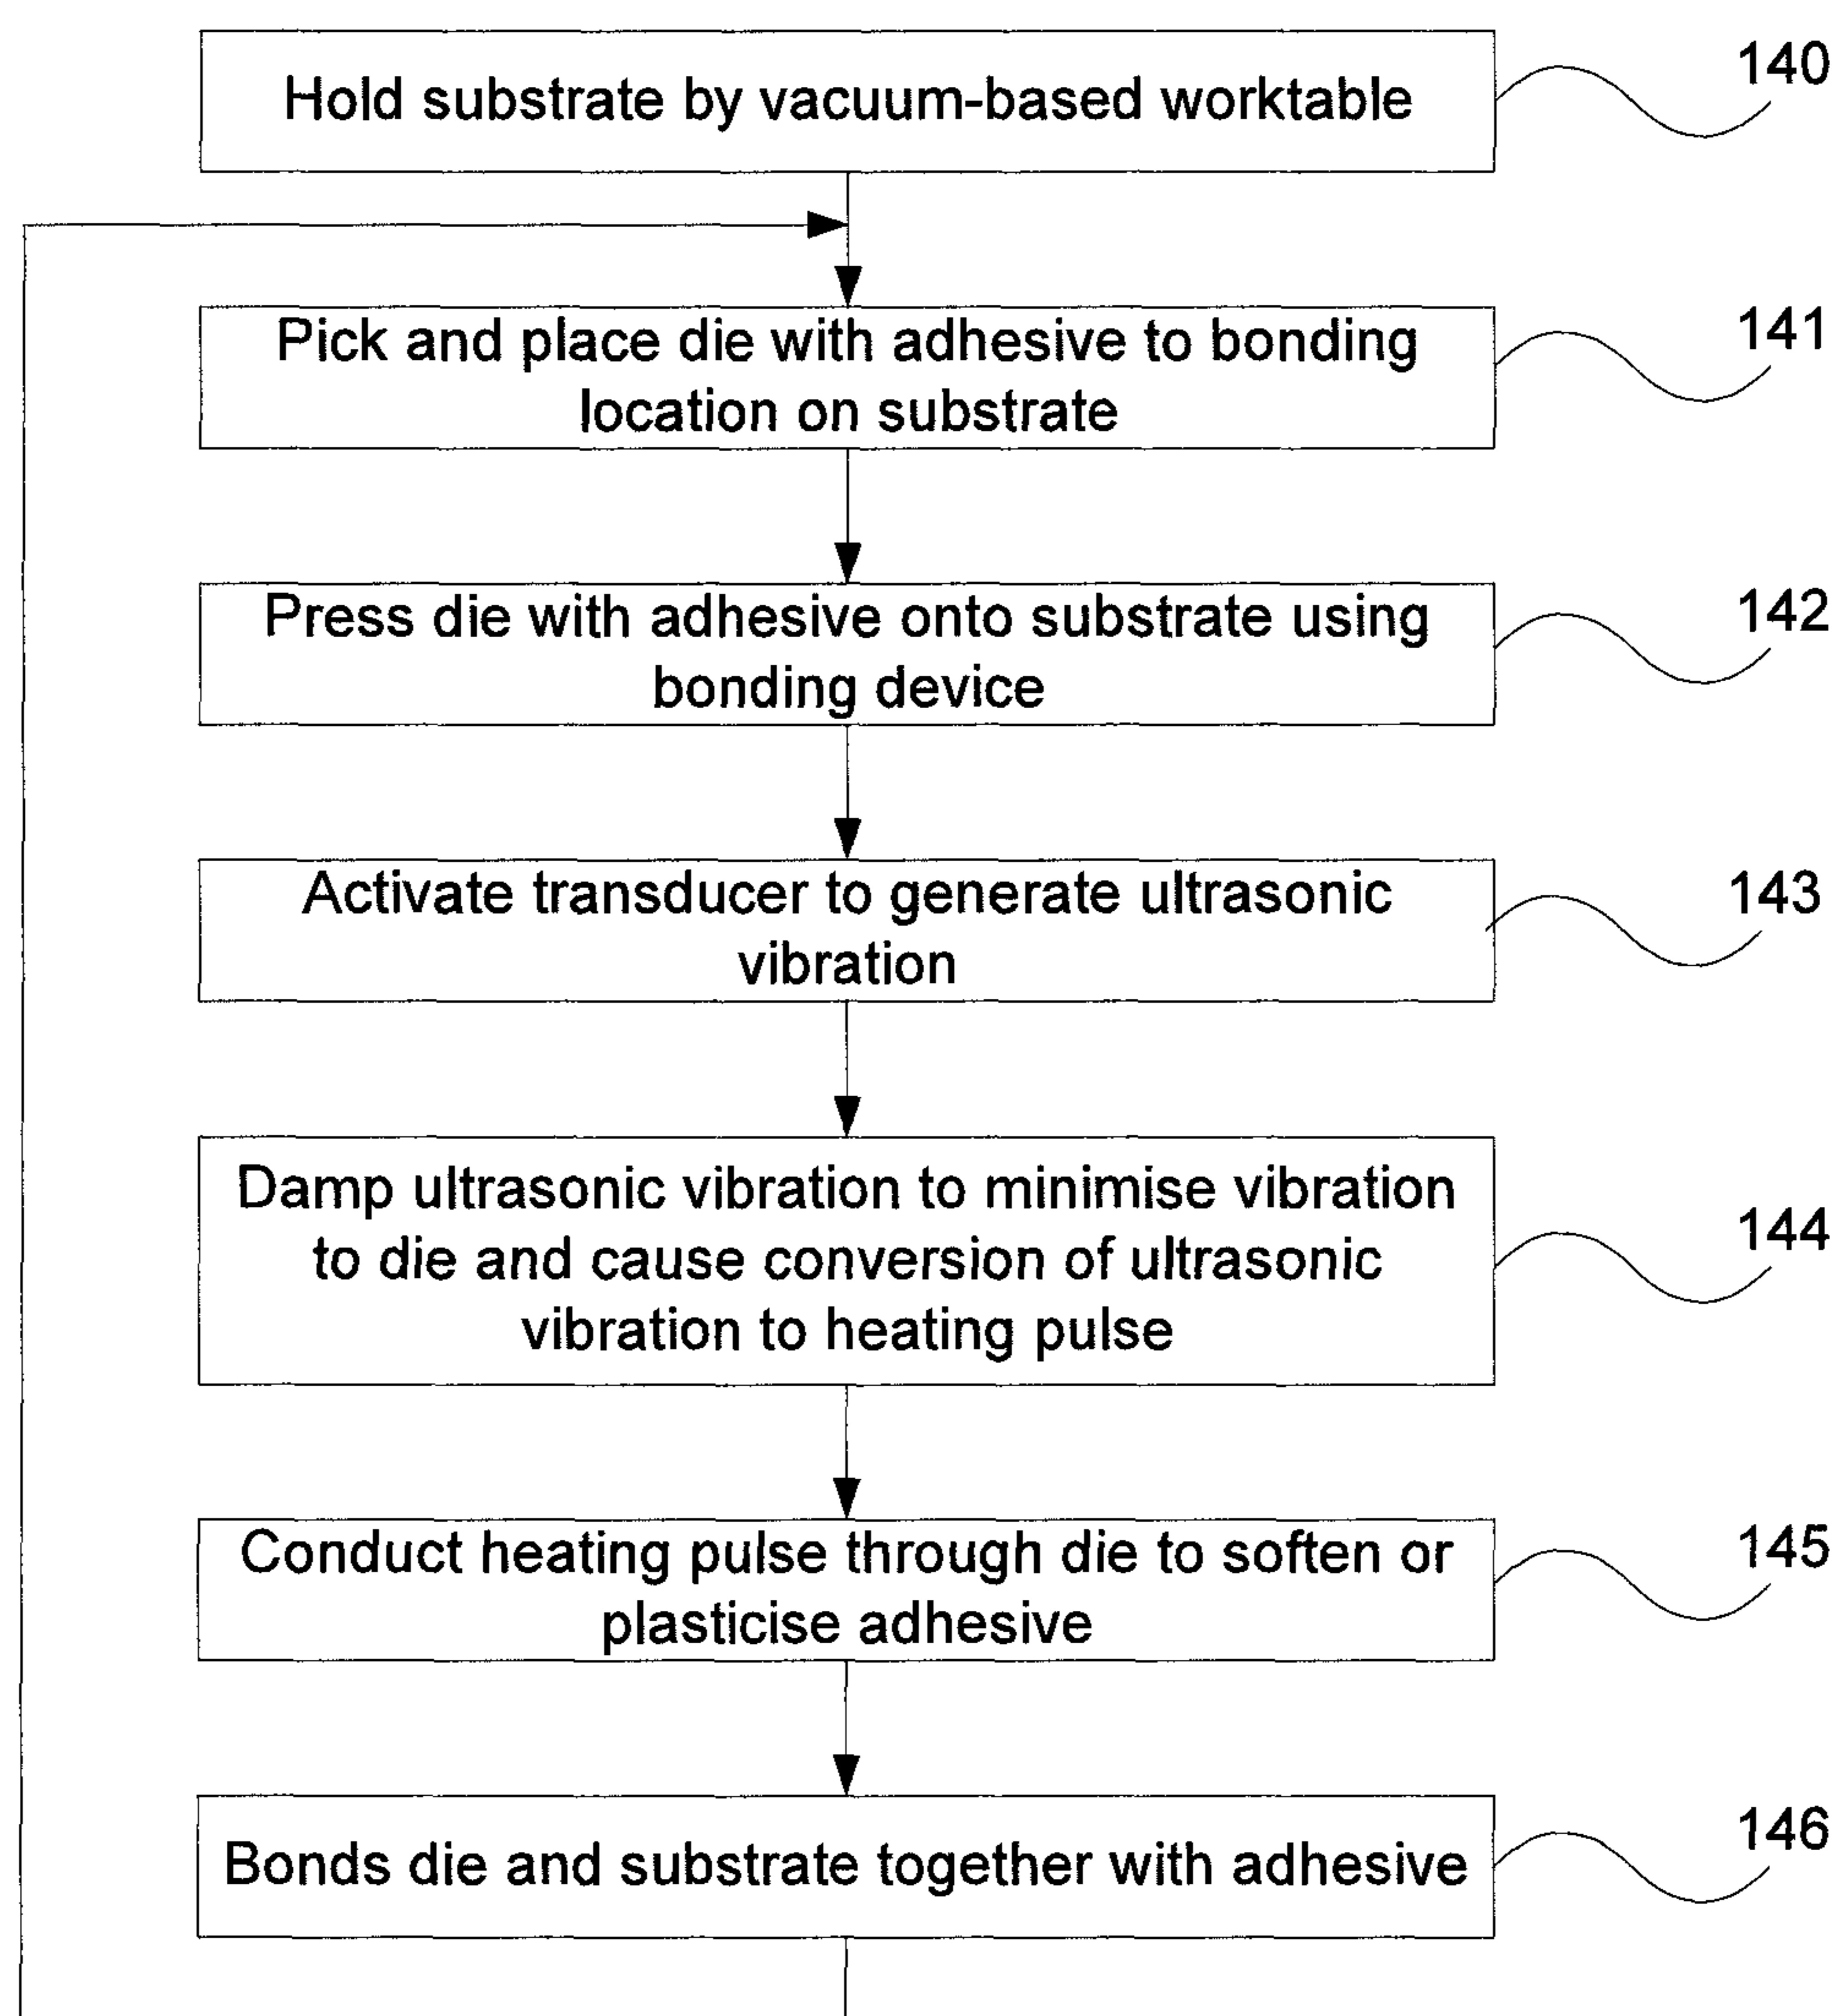 Hold substrate by vacuum-based worktable
140
Pick and place die with adhesive to bonding
location on substrate
141
Press die with adhesive onto substrate using
bonding device
142
Activate transducer to generate ultrasonic
vibration
143
Damp ultrasonic vibration to minimise vibration
to die and cause conversion of ultrasonic
vibration to heating pulse
144
Conduct heating pulse through die to soften or
plasticise adhesive
145
Bonds die and substrate together with adhesive
146